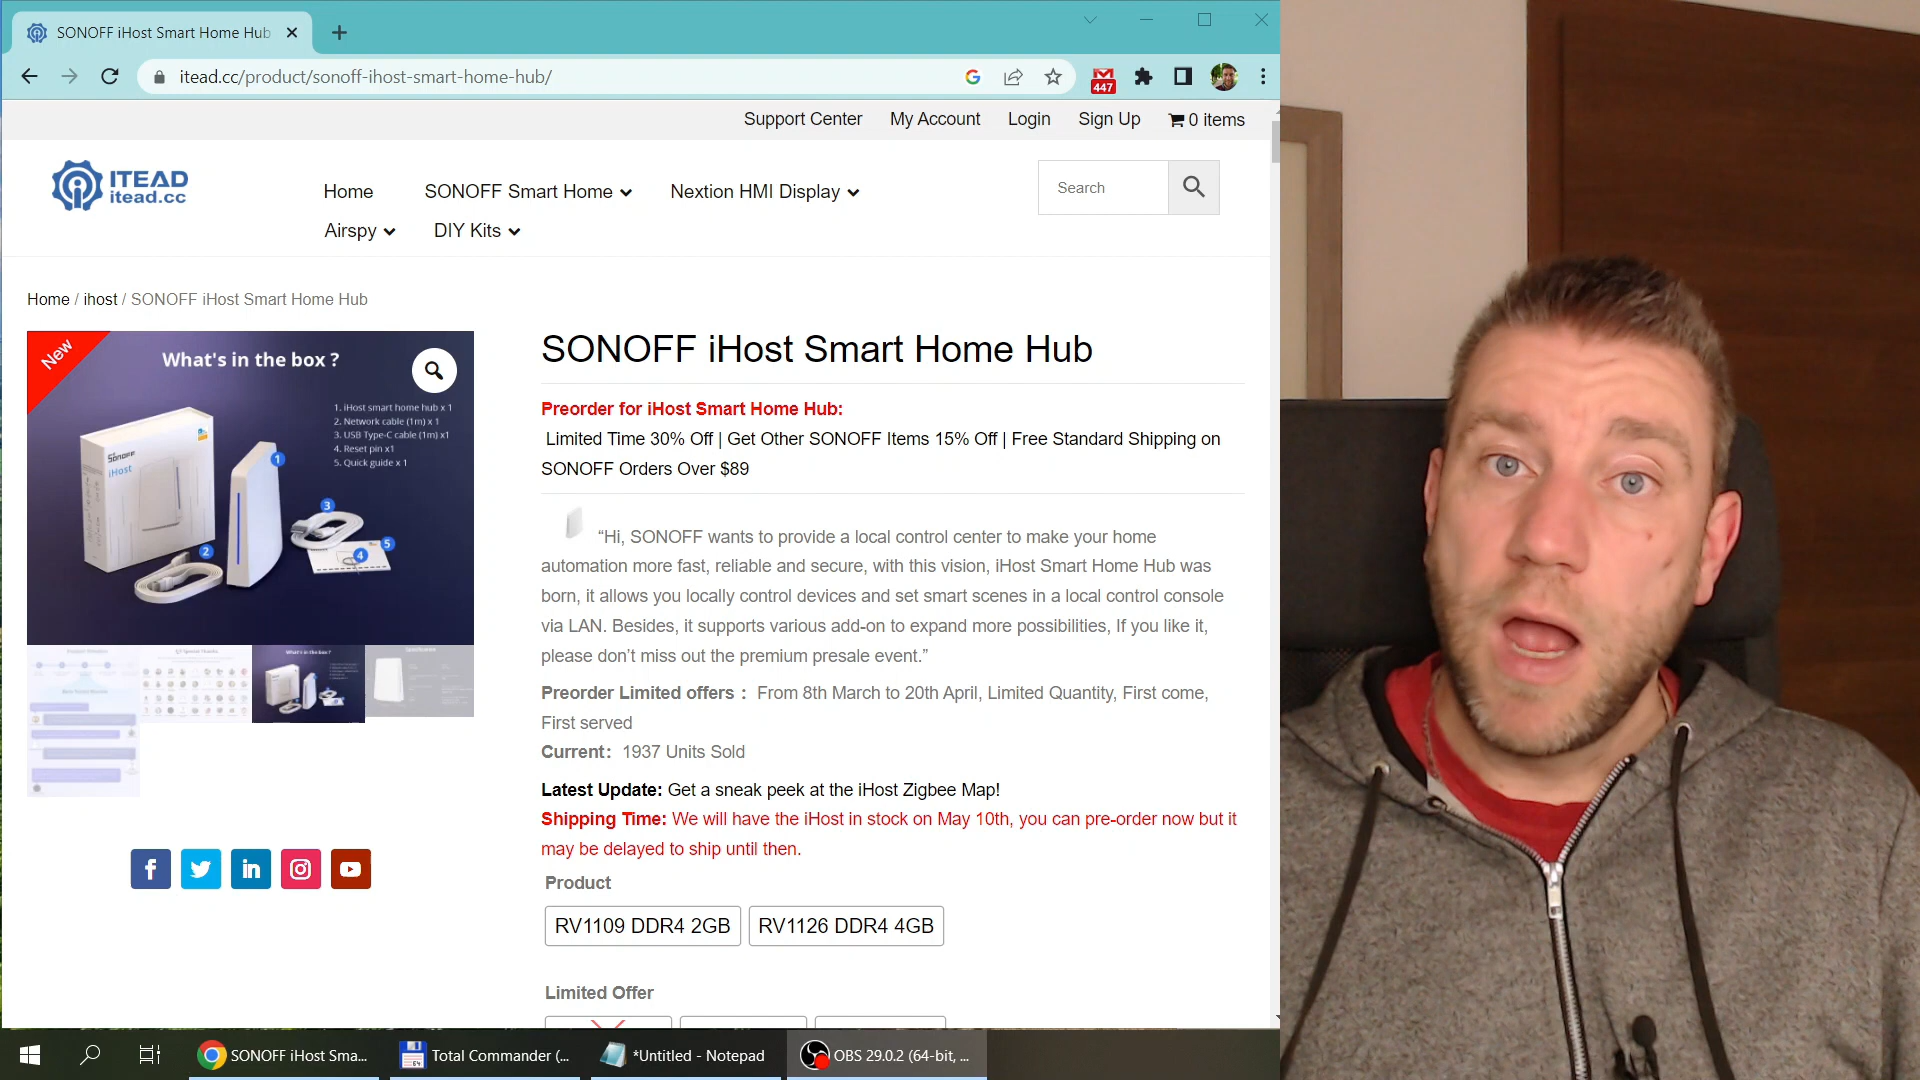 SONOFF iHost Smart Home Hub
itead.cc/product/sonoff-ihost-smart-home-hub/
447
Support Center My Account Login Sign Up 0 items
ITEAD
itead.cc
Home SONOFF Smart Home Nextion HMI Display
Search
Airspy DIY Kits
Home / ihost / SONOFF iHost Smart Home Hub
New
What's in the box ?
1. iHost smart home hub x 1
2. Network cable (1m) x 1
3. USB Type-C cable (1m) x1
4. Reset pin x1
5. Quick guide x 1
SONOFF
iHost
1
2
3
4
5
What's in the box ?
SONOFF iHost Smart Home Hub
Preorder for iHost Smart Home Hub:
Limited Time 30% Off | Get Other SONOFF Items 15% Off | Free Standard Shipping on
SONOFF Orders Over $89
“Hi, SONOFF wants to provide a local control center to make your home
automation more fast, reliable and secure, with this vision, iHost Smart Home Hub was
born, it allows you locally control devices and set smart scenes in a local control console
via LAN. Besides, it supports various add-on to expand more possibilities, If you like it,
please don’t miss out the premium presale event.”
Preorder Limited offers： From 8th March to 20th April, Limited Quantity, First come,
First served
Current： 1937 Units Sold
Latest Update: Get a sneak peek at the iHost Zigbee Map!
Shipping Time: We will have the iHost in stock on May 10th, you can pre-order now but it
may be delayed to ship until then.
Product
RV1109 DDR4 2GB RV1126 DDR4 4GB
Limited Offer
SONOFF iHost Sma...
64
Total Commander (...
*Untitled - Notepad
OBS 29.0.2 (64-bit, ...